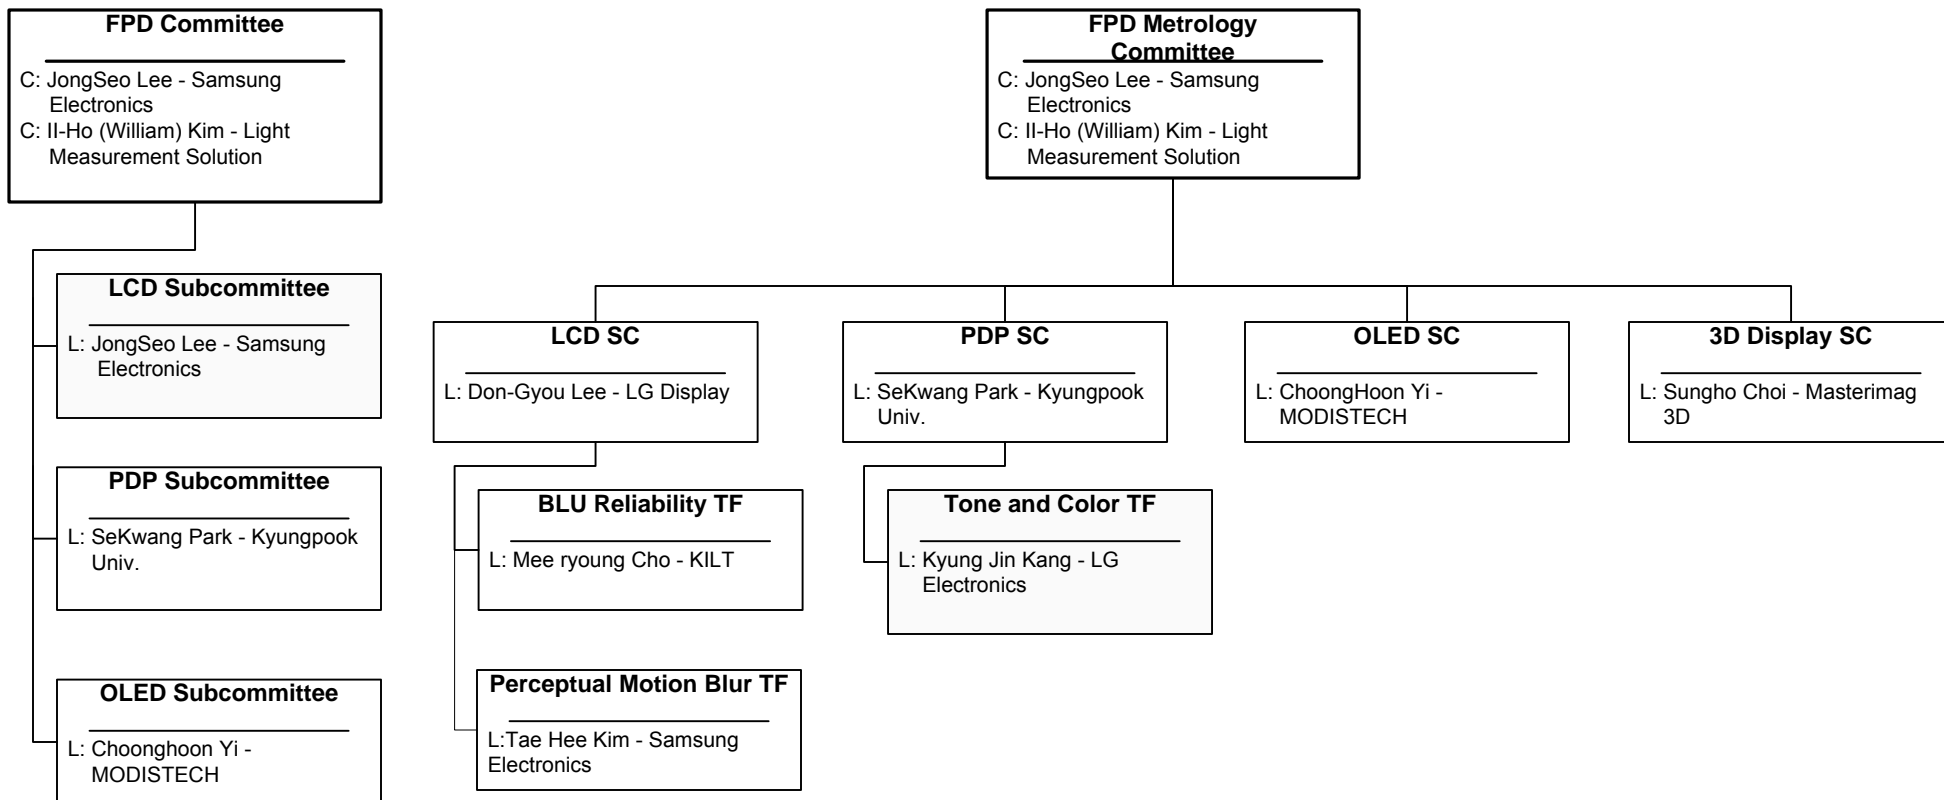 FPD Committee
C: JongSeo Lee - Samsung
Electronics
C: II-Ho (William) Kim - Light
Measurement Solution
LCD Subcommittee
L: JongSeo Lee - Samsung
Electronics
PDP Subcommittee
L: SeKwang Park - Kyungpook
Univ.
OLED Subcommittee
L: Choonghoon Yi -
MODISTECH
FPD Metrology
Committee
C: JongSeo Lee - Samsung
Electronics
C: II-Ho (William) Kim - Light
Measurement Solution
LCD SC
L: Don-Gyou Lee - LG Display
BLU Reliability TF
L: Mee ryoung Cho - KILT
Perceptual Motion Blur TF
L:Tae Hee Kim - Samsung
Electronics
PDP SC
L: SeKwang Park - Kyungpook
Univ.
Tone and Color TF
L: Kyung Jin Kang - LG
Electronics
OLED SC
L: ChoongHoon Yi -
MODISTECH
3D Display SC
L: Sungho Choi - Masterimag
3D